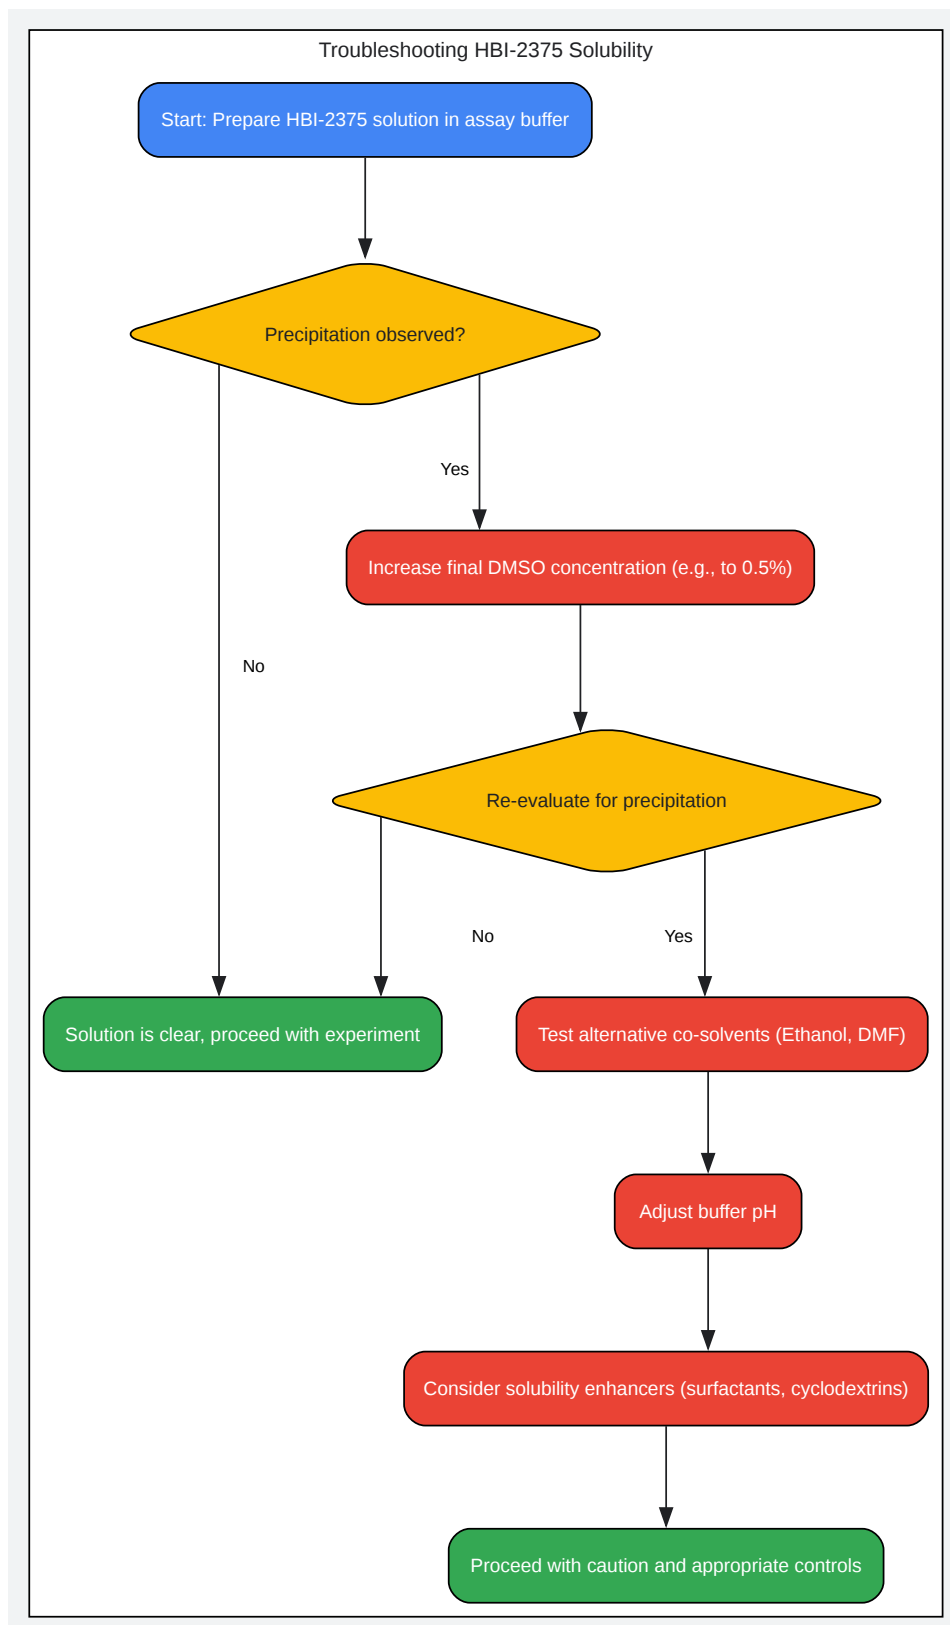 Troubleshooting HBI-2375 Solubility
Start: Prepare HBI-2375 solution in assay buffer
Precipitation observed?
Yes
Increase final DMSO concentration (e.g., to 0.5%)
No
Re-evaluate for precipitation
No
Yes
Solution is clear, proceed with experiment
Test alternative co-solvents (Ethanol, DMF)
Adjust buffer pH
Consider solubility enhancers (surfactants, cyclodextrins)
Proceed with caution and appropriate controls